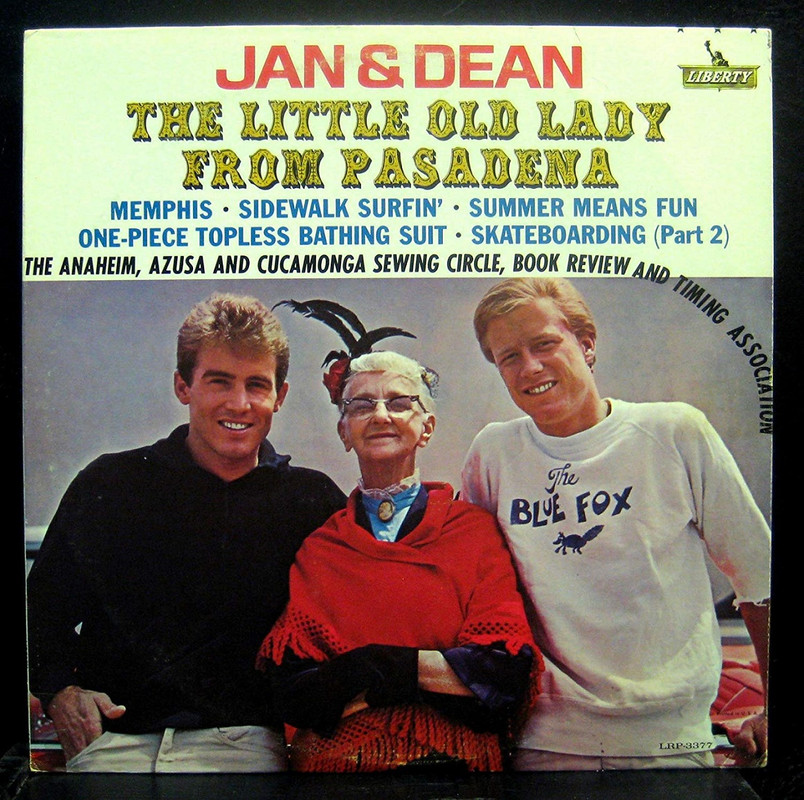 JAN & DEAN
LIBERTY
THE LITTLE OLD LADY
FROM PASADENA
MEMPHIS · SIDEWALK SURFIN' · SUMMER MEANS FUN
ONE-PIECE TOPLESS BATHING SUIT · SKATEBOARDING (Part 2)
THE ANAHEIM, AZUSA AND CUCAMONGA SEWING CIRCLE, BOOK REVIEW AND TIMING ASSOCIATION
The
BLUE FOX
LRP-3377